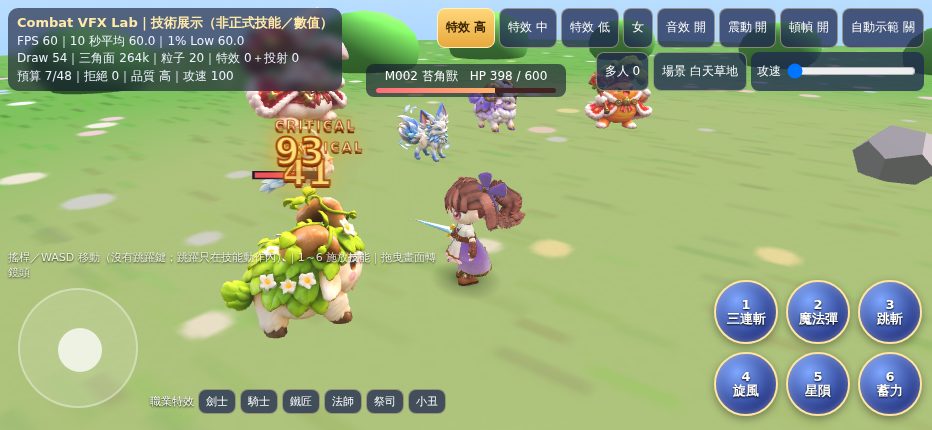 Combat VFX Lab｜技術展示（非正式技能／數值）
FPS 60｜10 秒平均 60.0｜1% Low 60.0
Draw 54｜三角面 264k｜粒子 20｜特效 0＋投射 0
預算 7/48｜拒絕 0｜品質 高｜攻速 100
特效 高
特效 中
特效 低
女
音效 開
震動 開
頓幀 開
自動示範 關
多人 0
場景 白天草地
攻速
M002 苔角獸 HP 398 / 600
CRITICAL
93
ICAL
41
搖桿／WASD 移動（沒有跳躍鍵；跳躍只在技能動作內）｜1~6 施放技能｜拖曳畫面轉
鏡頭
1
三連斬
2
魔法彈
3
跳斬
4
旋風
5
星隕
6
蓄力
職業特效
劍士
騎士
鐵匠
法師
祭司
小丑